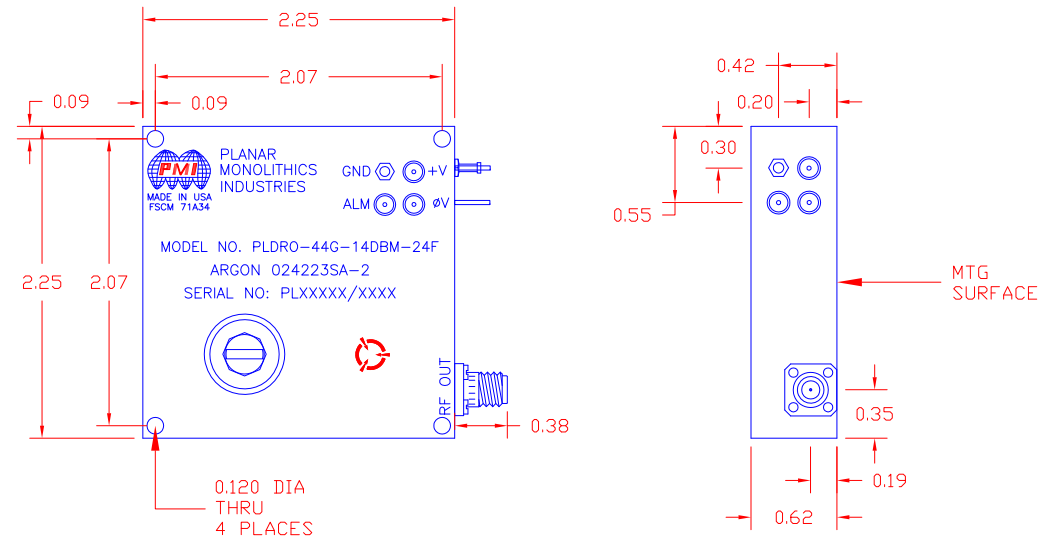 2.25
2.07
0.09
0.09
PMI
PLANAR
MONOLITHICS
INDUSTRIES
MADE IN USA
FSCM 71A34
GND
+V
ALM
ØV
MODEL NO. PLDRO-44G-14DBM-24F
ARGON 024223SA-2
SERIAL NO: PLXXXXX/XXXX
2.25
2.07
RF OUT
0.38
0.120 DIA
THRU
4 PLACES
0.42
0.20
0.30
0.55
MTG
SURFACE
0.35
0.19
0.62